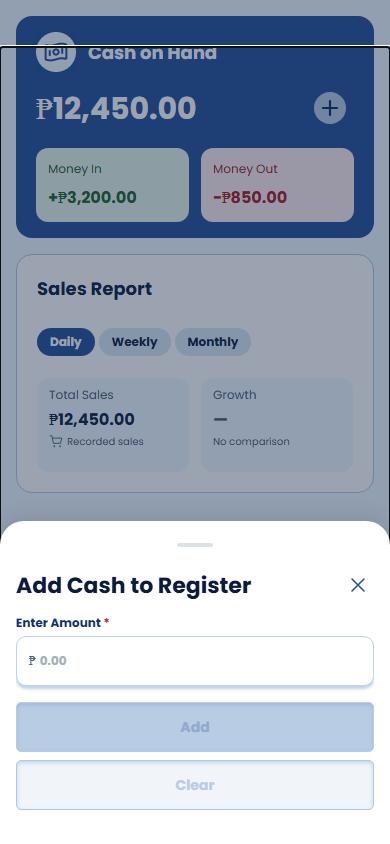 Cash on Hand
₱12,450.00
Money In
Money Out
+₱3,200.00
-₱850.00
Sales Report
Daily
Weekly
Monthly
Total Sales
Growth
₱12,450.00
—
Recorded sales
No comparison
Add Cash to Register
Enter Amount *
₱ 0.00
Add
Clear